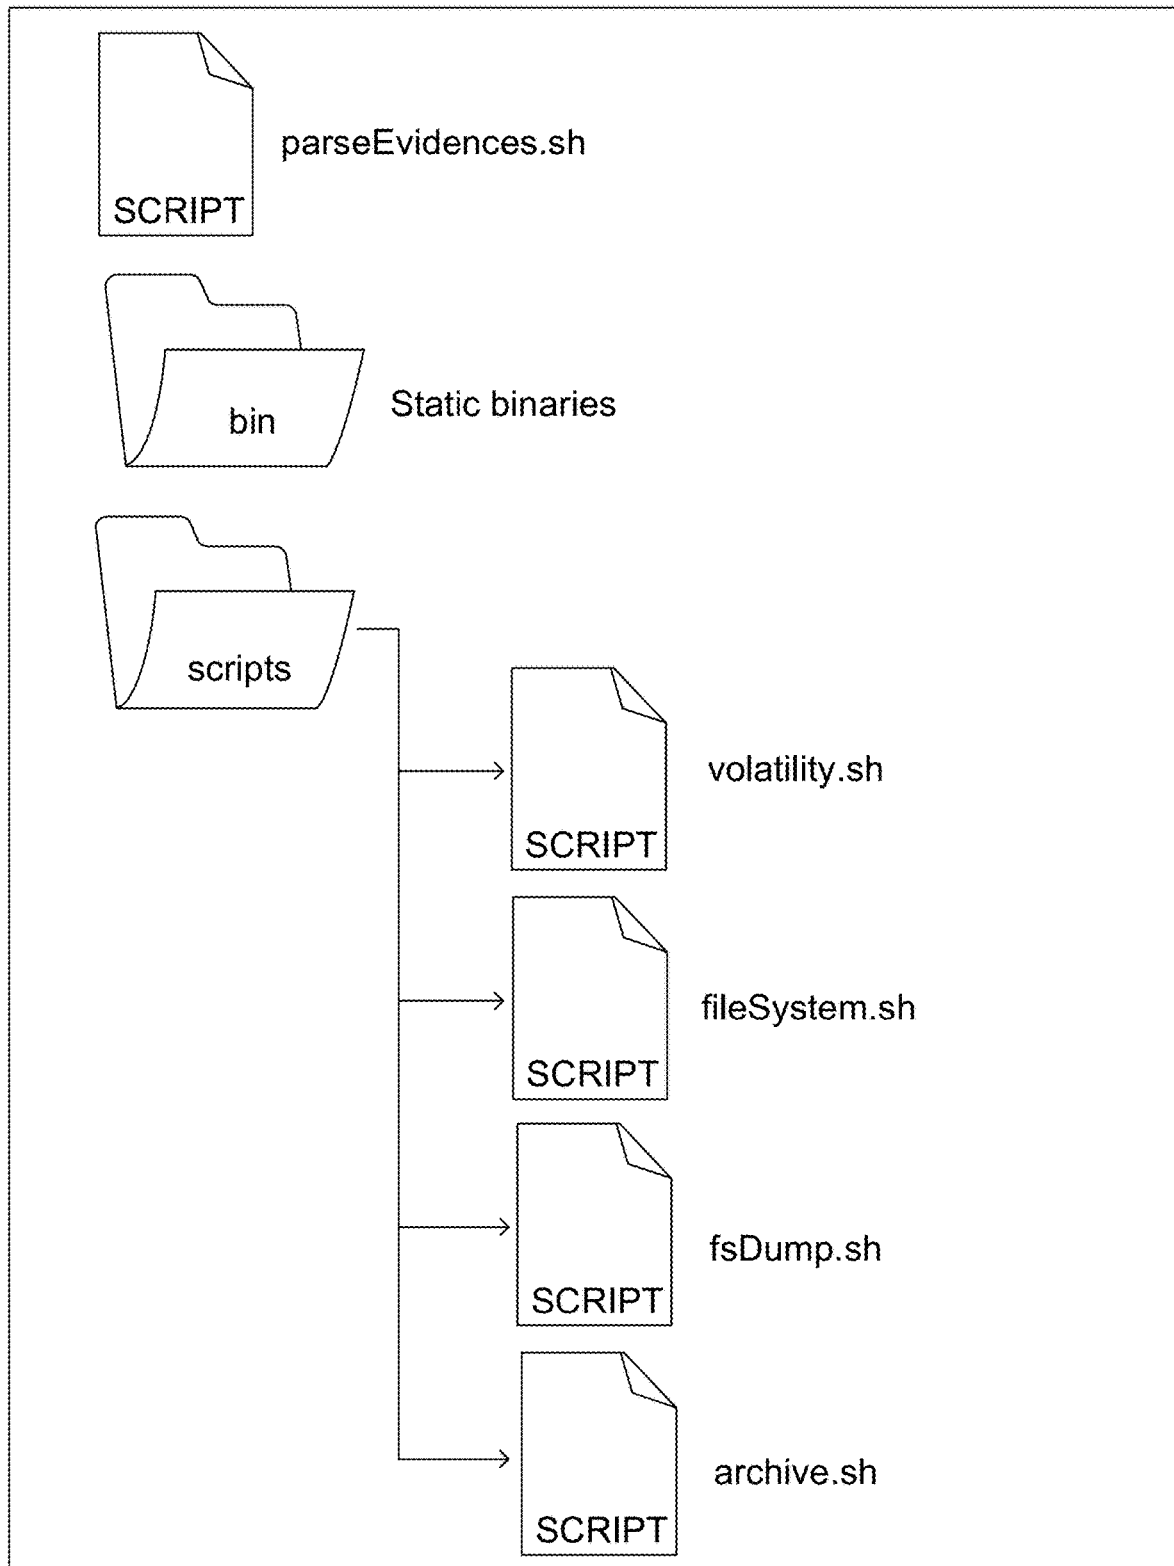 parseEvidences.sh
SCRIPT
bin
Static binaries
scripts
volatility.sh
SCRIPT
fileSystem.sh
SCRIPT
fsDump.sh
SCRIPT
archive.sh
SCRIPT